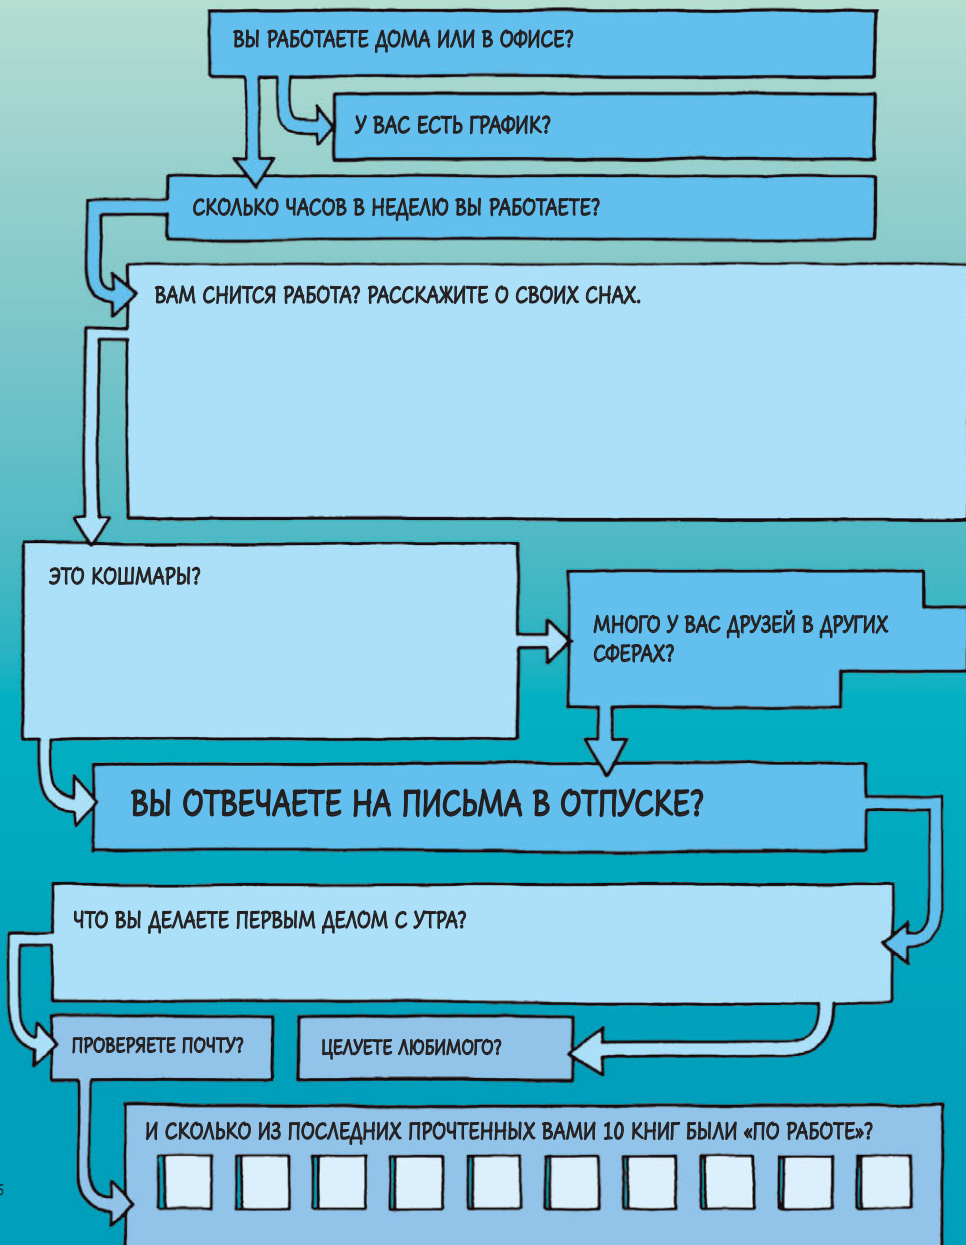 ВЫ РАБОТАЕТЕ ДОМА ИЛИ В ОФИСЕ?
У ВАС ЕСТЬ ГРАФИК?
СКОЛЬКО ЧАСОВ В НЕДЕЛЮ ВЫ РАБОТАЕТЕ?
ВАМ СНИТСЯ РАБОТА? РАССКАЖИТЕ О СВОИХ СНАХ.
ЭТО КОШМАРЫ?
МНОГО У ВАС ДРУЗЕЙ В ДРУГИХ
СФЕРАХ?
ВЫ ОТВЕЧАЕТЕ НА ПИСЬМА В ОТПУСКЕ?
ЧТО ВЫ ДЕЛАЕТЕ ПЕРВЫМ ДЕЛОМ С УТРА?
ПРОВЕРЯЕТЕ ПОЧТУ?
ЦЕЛУЕТЕ ЛЮБИМОГО?
И СКОЛЬКО ИЗ ПОСЛЕДНИХ ПРОЧТЕННЫХ ВАМИ 10 КНИГ БЫЛИ «ПО РАБОТЕ»?